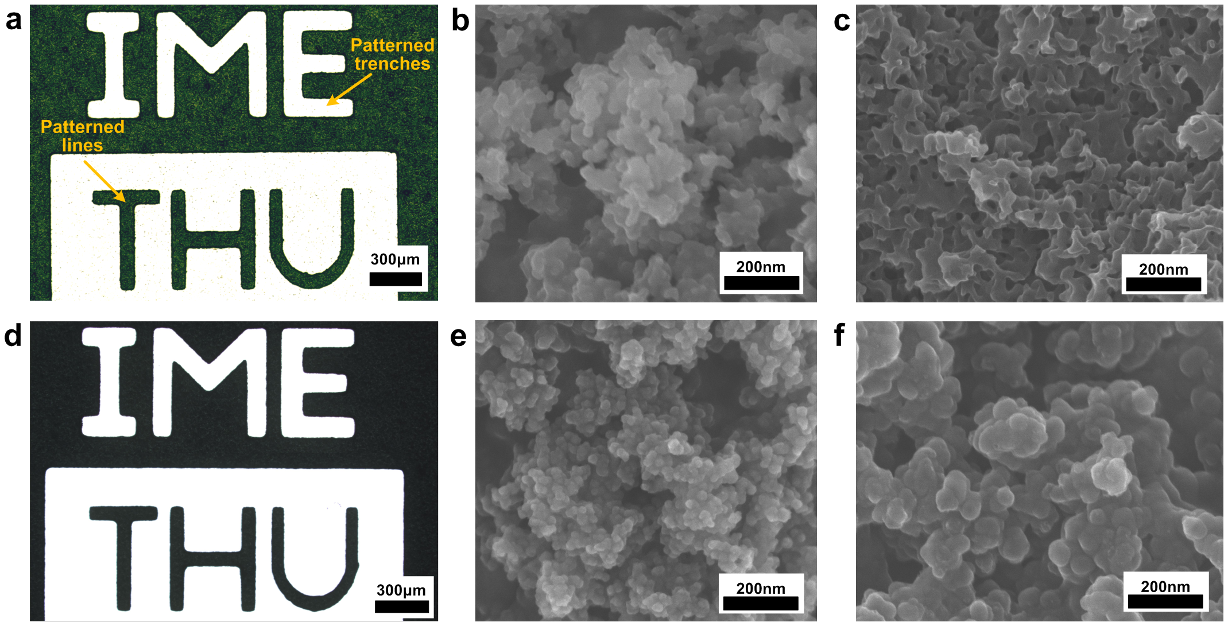 a
IME
Patterned
trenches
Patterned
lines
THU
300μm
b
200nm
c
200nm
d
IME
THU
300μm
e
200nm
f
200nm